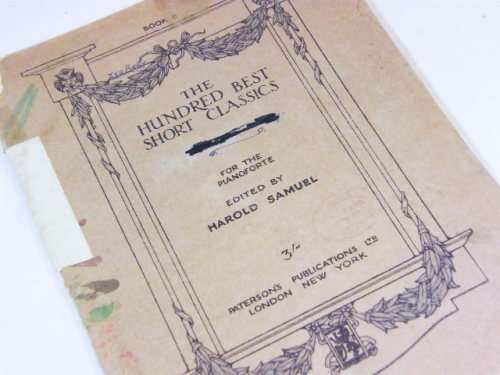 BOOK
THE
HUNDRED BEST
SHORT CLASSICS
FOR THE
PIANOFORTE
EDITED BY
HAROLD SAMUEL
3/-
PATERSON'S PUBLICATIONS LTD
LONDON NEW YORK